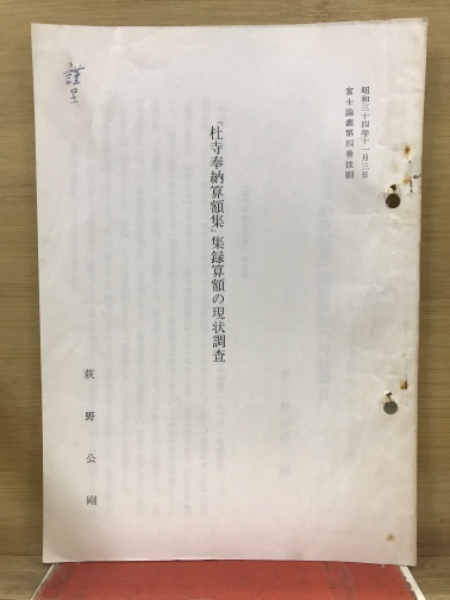 昭和三十四年十一月三日
富士論叢第四巻抜刷
『社寺奉納算額集』集録算額の現状調査
萩野公剛
謹呈